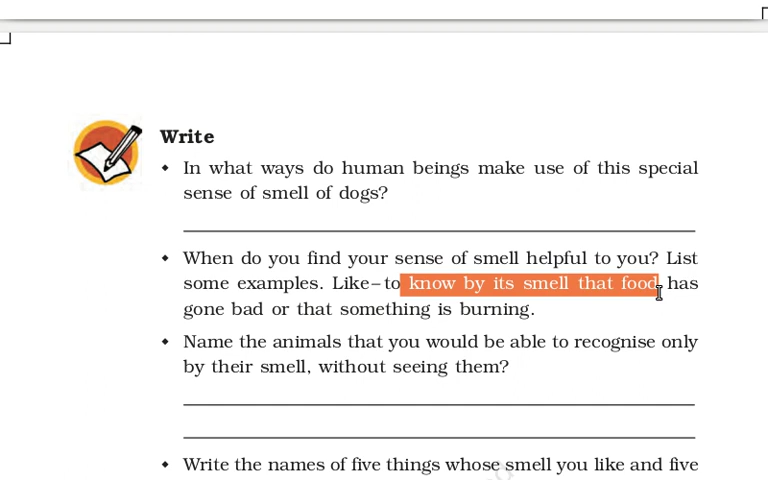 Write
In what ways do human beings make use of this special
sense of smell of dogs?
When do you find your sense of smell helpful to you? List
some examples. Like–to know by its smell that food has
gone bad or that something is burning.
Name the animals that you would be able to recognise only
by their smell, without seeing them?
Write the names of five things whose smell you like and five